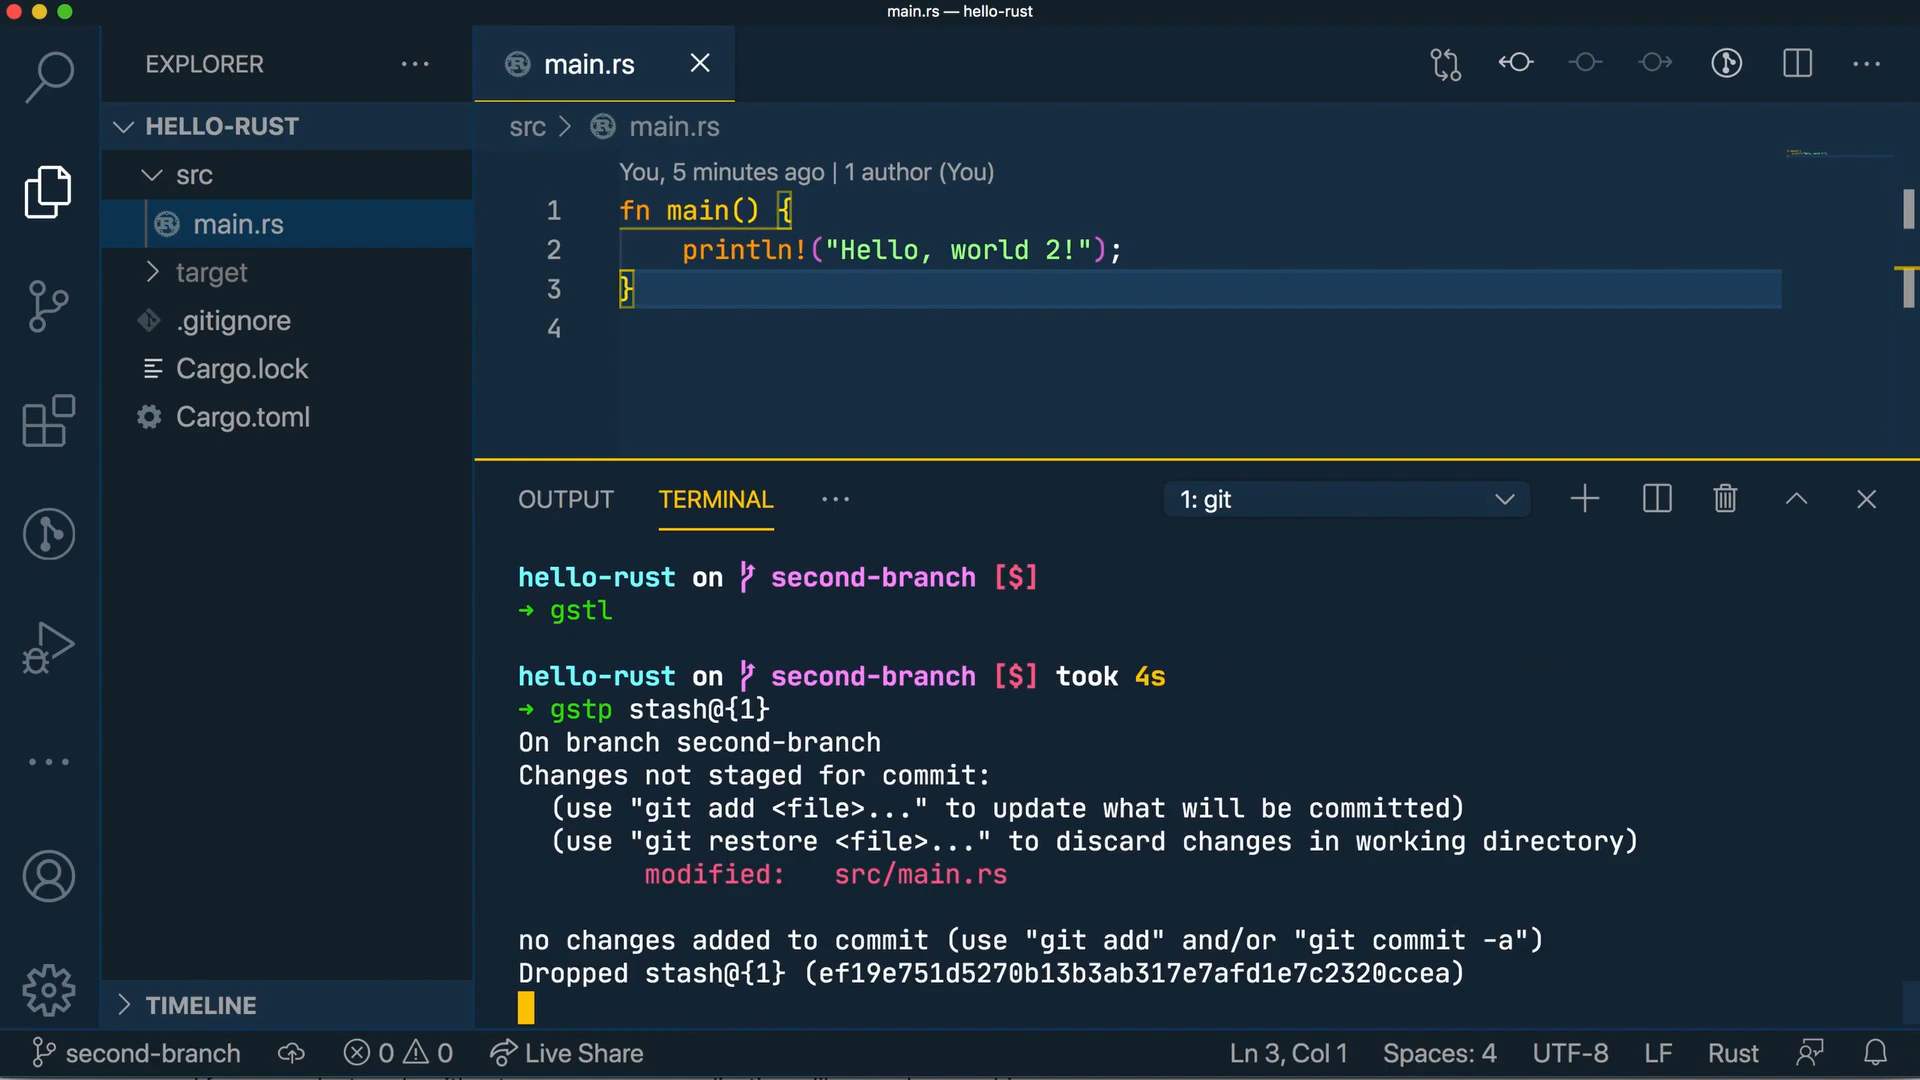 main.rs — hello-rust
EXPLORER
main.rs
HELLO-RUST
src
main.rs
target
.gitignore
Cargo.lock
Cargo.toml
TIMELINE
src > main.rs
You, 5 minutes ago | 1 author (You)
1 fn main() {
2 println!("Hello, world 2!");
3 }
4
OUTPUT TERMINAL 1: git
hello-rust on second-branch [$]
→ gstl
hello-rust on second-branch [$] took 4s
→ gstp stash@{1}
On branch second-branch
Changes not staged for commit:
(use "git add <file>..." to update what will be committed)
(use "git restore <file>..." to discard changes in working directory)
modified: src/main.rs
no changes added to commit (use "git add" and/or "git commit -a")
Dropped stash@{1} (ef19e751d5270b13b3ab317e7afd1e7c2320ccea)
second-branch 0 0 Live Share Ln 3, Col 1 Spaces: 4 UTF-8 LF Rust